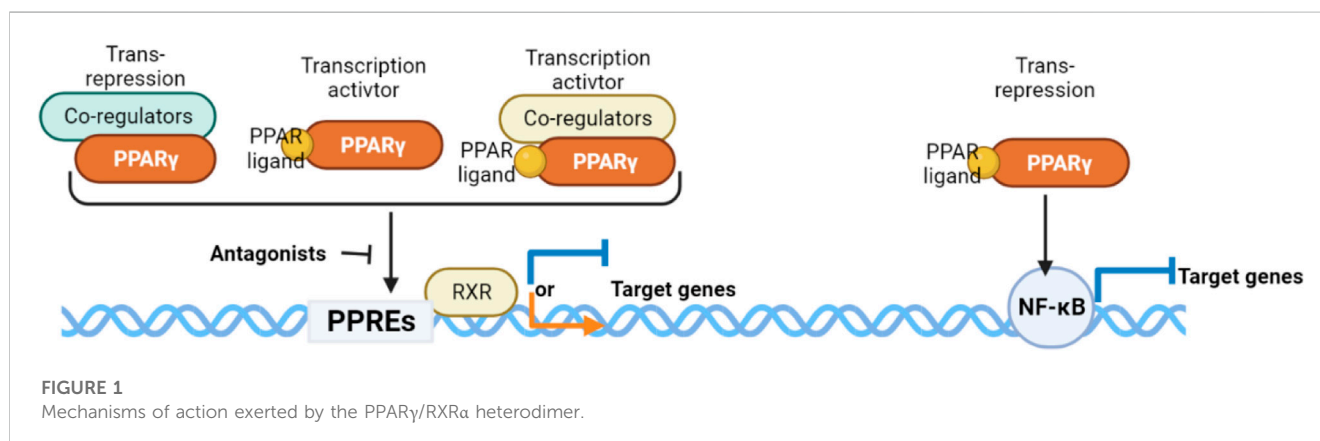 Trans-
repression
Co-regulators
PPARγ
Transcription
activtor
PPAR
ligand
PPARγ
Transcription
activtor
Co-regulators
PPAR
ligand
PPARγ
Trans-
repression
PPAR
ligand
PPARγ
Antagonists
PPREs
RXR
or
Target genes
NF-κB
Target genes
FIGURE 1
Mechanisms of action exerted by the PPARγ/RXRα heterodimer.